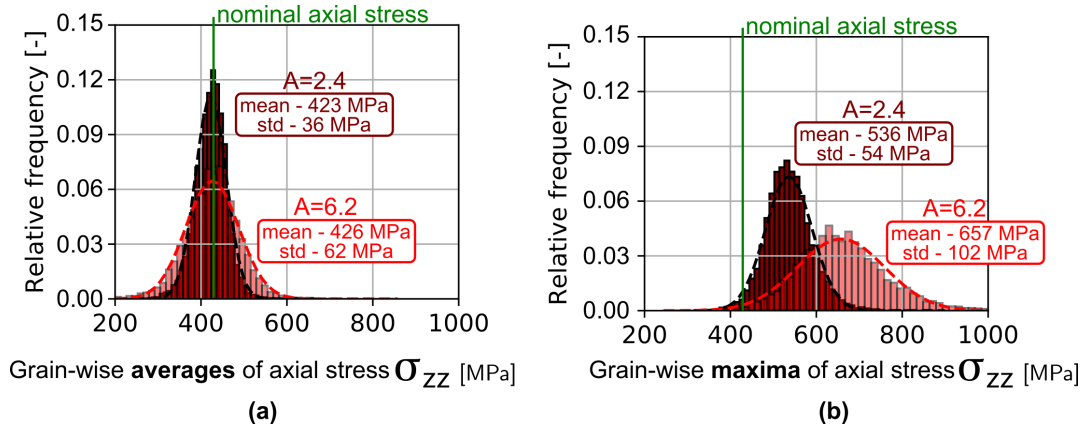 nominal axial stress
0.15
0.12
0.09
0.06
0.03
0.00
Relative frequency [-]
A=2.4
mean - 423 MPa
std - 36 MPa
A=6.2
mean - 426 MPa
std - 62 MPa
200 400 600 800 1000
Grain-wise averages of axial stress σzz [MPa]
(a)
nominal axial stress
0.15
0.12
0.09
0.06
0.03
0.00
Relative frequency [-]
A=2.4
mean - 536 MPa
std - 54 MPa
A=6.2
mean - 657 MPa
std - 102 MPa
200 400 600 800 1000
Grain-wise maxima of axial stress σzz [MPa]
(b)